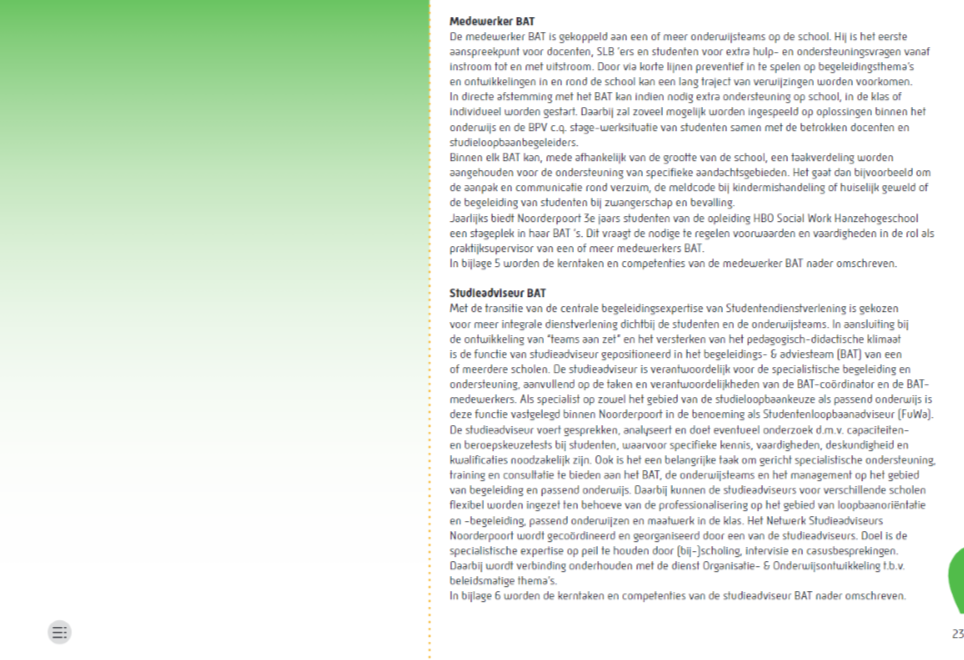 Medewerker BAT
De medewerker BAT is gekoppeld aan een of meer onderwijsteams op de school. Hij is het eerste
aanspreekpunt voor docenten, SLB 'ers en studenten voor extra hulp- en ondersteuningsvragen vanaf
instroom tot en met uitstroom. Door via korte lijnen preventief in te spelen op begeleidingsthema's
en ontwikkelingen in en rond de school kan een lang traject van verwijzingen worden voorkomen.
In directe afstemming met het BAT kan indien nodig extra ondersteuning op school, in de klas of
individueel worden gestart. Daarbij zal zoveel mogelijk worden ingespeeld op oplossingen binnen het
onderwijs en de BPV c.q. stage-werksituatie van studenten samen met de betrokken docenten en
studieloopbaanbegeleiders.
Binnen elk BAT kan, mede afhankelijk van de grootte van de school, een taakverdeling worden
aangehouden voor de ondersteuning van specifieke aandachtsgebieden. Het gaat dan bijvoorbeeld om
de aanpak en communicatie rond verzuim, de meldcode bij kindermishandeling of huiselijk geweld of
de begeleiding van studenten bij zwangerschap en bevalling.
Jaarlijks biedt Noorderpoort 3e jaars studenten van de opleiding HBO Social Work Hanzehogeschool
een stageplek in haar BAT 's. Dit vraagt de nodige te regelen voorwaarden en vaardigheden in de rol als
praktijksupervisor van een of meer medewerkers BAT.
In bijlage 5 worden de kerntaken en competenties van de medewerker BAT nader omschreven.
Studieadviseur BAT
Met de transitie van de centrale begeleidingsexpertise van Studentendienstverlening is gekozen
voor meer integrale dienstverlening dichtbij de studenten en de onderwijsteams. In aansluiting bij
de ontwikkeling van "teams aan zet" en het versterken van het pedagogisch-didactische klimaat
is de functie van studieadviseur gepositioneerd in het begeleidings- & adviesteam (BAT) van een
of meerdere scholen. De studieadviseur is verantwoordelijk voor de specialistische begeleiding en
ondersteuning, aanvullend op de taken en verantwoordelijkheden van de BAT-coördinator en de BAT-
medewerkers. Als specialist op zowel het gebied van de studieloopbaankeuze als passend onderwijs is
deze functie vastgelegd binnen Noorderpoort in de benoeming als Studentenloopbaanadviseur (FuWa).
De studieadviseur voert gesprekken, analyseert en doet eventueel onderzoek d.m.v. capaciteiten-
en beroepskeuzetests bij studenten, waarvoor specifieke kennis, vaardigheden, deskundigheid en
kwalificaties noodzakelijk zijn. Ook is het een belangrijke taak om gericht specialistische ondersteuning,
training en consultatie te bieden aan het BAT, de onderwijsteams en het management op het gebied
van begeleiding en passend onderwijs. Daarbij kunnen de studieadviseurs voor verschillende scholen
flexibel worden ingezet ten behoeve van de professionalisering op het gebied van loopbaanoriëntatie
en -begeleiding, passend onderwijzen en maatwerk in de klas. Het Netwerk Studieadviseurs
Noorderpoort wordt gecoördineerd en georganiseerd door een van de studieadviseurs. Doel is de
specialistische expertise op peil te houden door (bij-)scholing, intervisie en casusbesprekingen.
Daarbij wordt verbinding onderhouden met de dienst Organisatie- & Onderwijsontwikkeling t.b.v.
beleidsmatige thema's.
In bijlage 6 worden de kerntaken en competenties van de studieadviseur BAT nader omschreven.
23